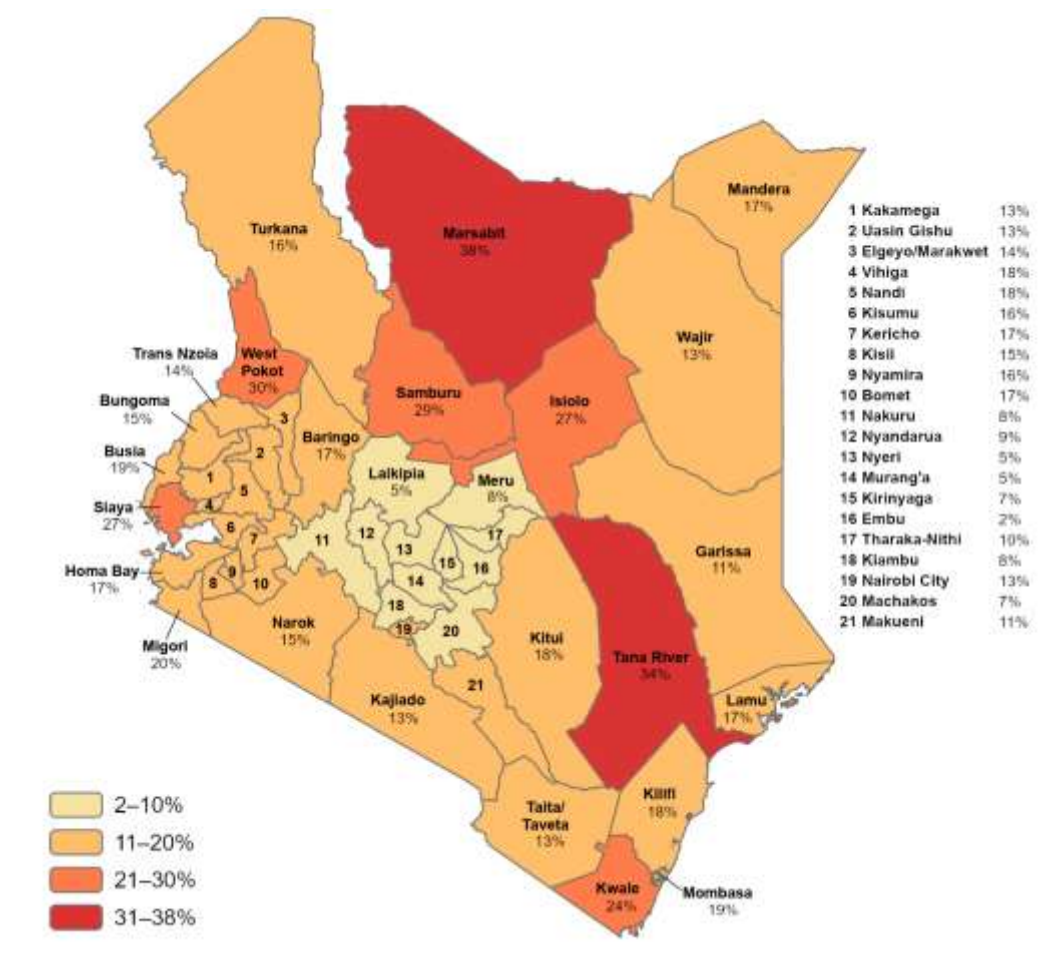 Mandera
17%
Turkana
16%
Marsabit
38%
Wajir
13%
Trans Nzoia
14%
West
Pokot
30%
Samburu
29%
Isiolo
27%
Bungoma
15%
3
Baringo
17%
2
Busia
19%
1
Laikipia
5%
Meru
8%
5
4
Siaya
27%
6
7
11
12
13
17
15
16
Garissa
11%
Homa Bay
17%
8
9
10
14
18
19
20
Narok
15%
Migori
20%
Kitui
18%
Tana River
34%
21
Kajiado
13%
Lamu
17%
Kilifi
18%
Taita/
Taveta
13%
Kwale
24%
Mombasa
19%
1 Kakamega 13%
2 Uasin Gishu 13%
3 Elgeyo/Marakwet 14%
4 Vihiga 18%
5 Nandi 18%
6 Kisumu 16%
7 Kericho 17%
8 Kisii 15%
9 Nyamira 16%
10 Bomet 17%
11 Nakuru 8%
12 Nyandarua 9%
13 Nyeri 5%
14 Murang'a 5%
15 Kirinyaga 7%
16 Embu 2%
17 Tharaka-Nithi 10%
18 Kiambu 8%
19 Nairobi City 13%
20 Machakos 7%
21 Makueni 11%
2–10%
11–20%
21–30%
31–38%